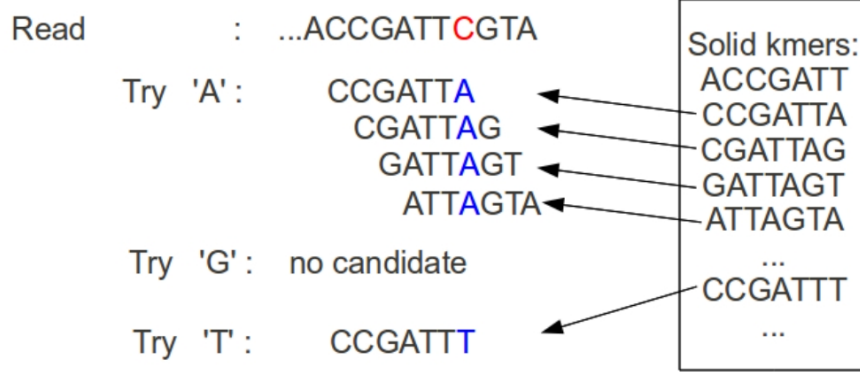 Read : ...ACCGATTCGTA
Try 'A' : CCGATTA
CGATTAG
GATTAGT
ATTAGTA
Try 'G' : no candidate
Try 'T' : CCGATTT
Solid kmers:
ACCGATT
CCGATTA
CGATTAG
GATTAGT
ATTAGTA
...
CCGATTT
...